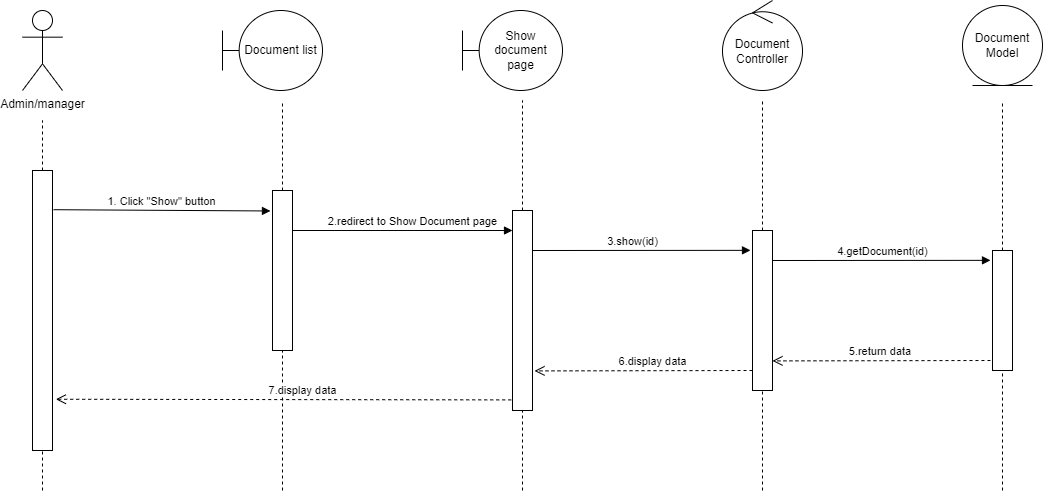 Admin/manager
Document list
Show
document
page
Document
Controller
Document
Model
1. Click "Show" button
2.redirect to Show Document page
3.show(id)
4.getDocument(id)
5.return data
6.display data
7.display data